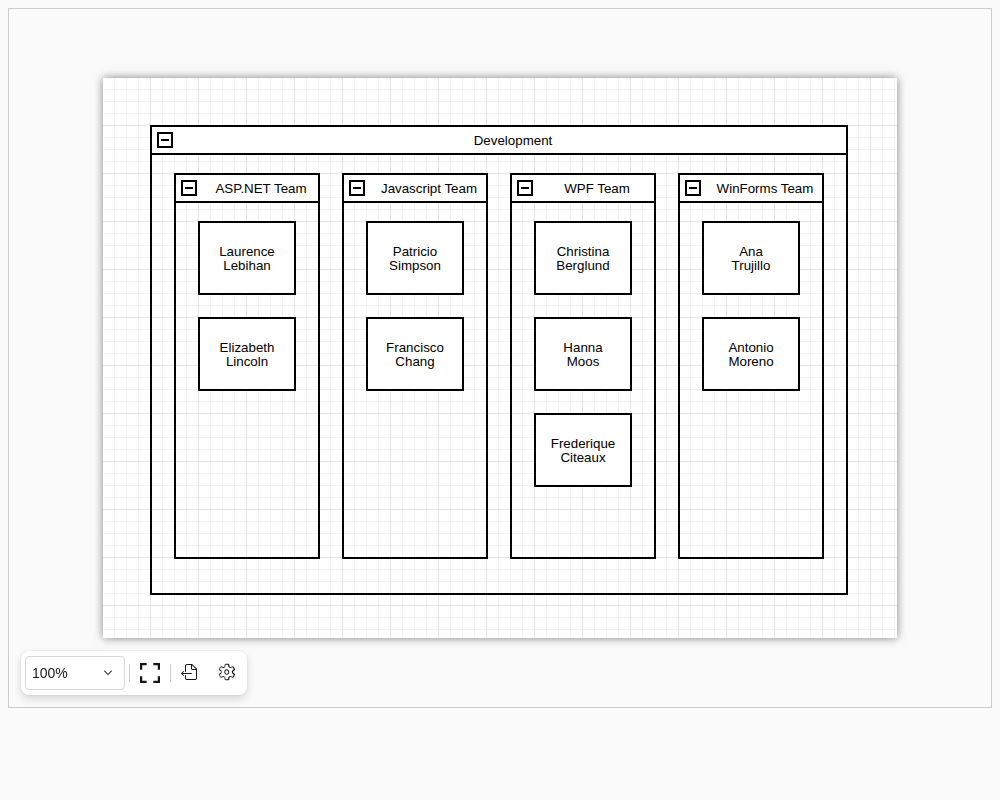 Development
ASP.NET Team
Javascript Team
WPF Team
WinForms Team
Laurence
Lebihan
Patricio
Simpson
Christina
Berglund
Ana
Trujillo
Elizabeth
Lincoln
Francisco
Chang
Hanna
Moos
Antonio
Moreno
Frederique
Citeaux
100%